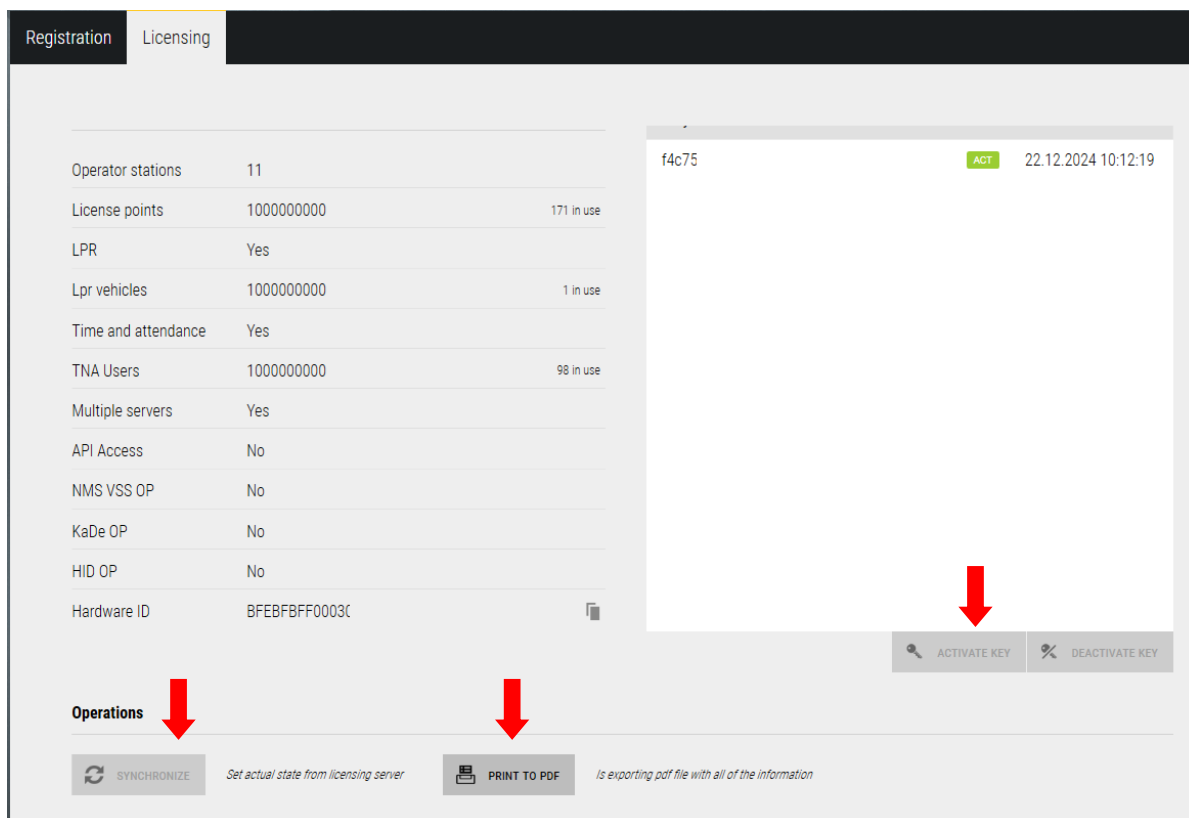 Registration Licensing
Operator stations 11
License points 1000000000 171 in use
LPR Yes
Lpr vehicles 1000000000 1 in use
Time and attendance Yes
TNA Users 1000000000 98 in use
Multiple servers Yes
API Access No
NMS VSS OP No
KaDe OP No
HID OP No
Hardware ID BFEBFBFF0003
f4c75 ACT 22.12.2024 10:12:19
ACTIVATE KEY DEACTIVATE KEY
Operations
SYNCHRONIZE Set actual state from licensing server PRINT TO PDF Is exporting pdf file with all of the information